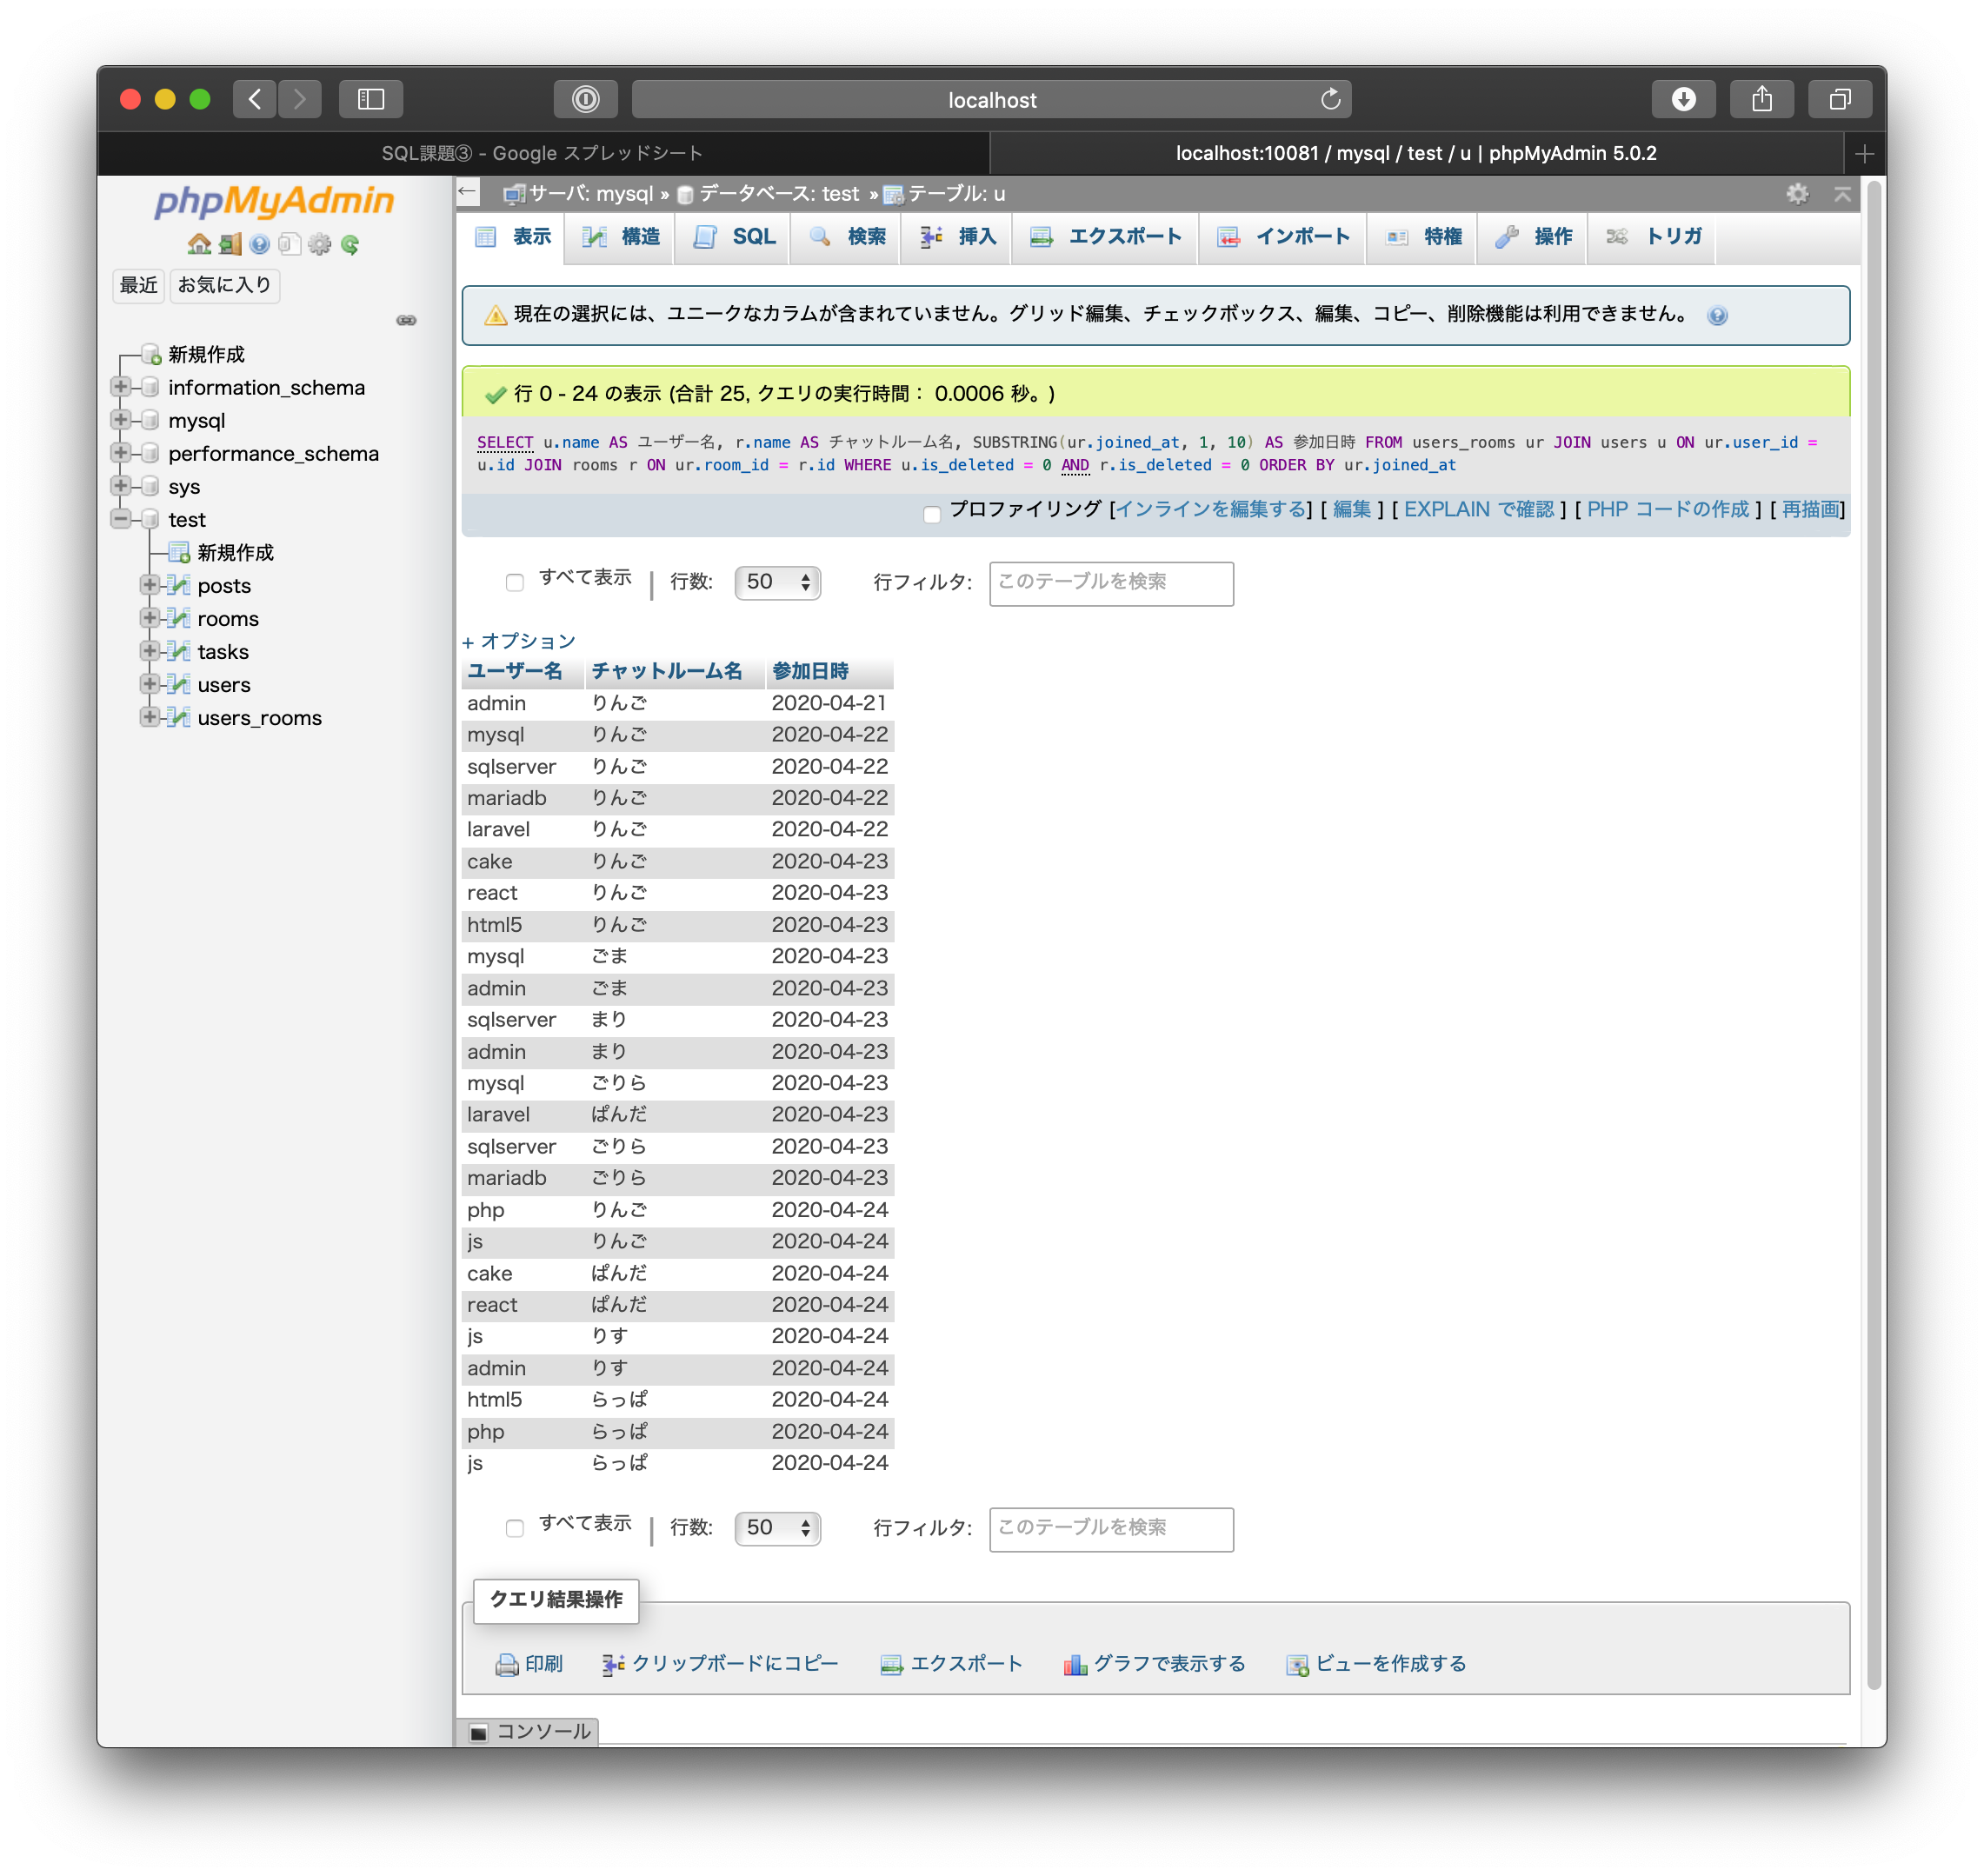 localhost
SQL課題③ - Google スプレッドシート
localhost:10081 / mysql / test / u | phpMyAdmin 5.0.2
phpMyAdmin
最近 お気に入り
新規作成
information_schema
mysql
performance_schema
sys
test
新規作成
posts
rooms
tasks
users
users_rooms
サーバ: mysql » データベース: test » テーブル: u
表示 構造 SQL 検索 挿入 エクスポート インポート 特権 操作 トリガ
現在の選択には、ユニークなカラムが含まれていません。グリッド編集、チェックボックス、編集、コピー、削除機能は利用できません。
行 0 - 24 の表示 (合計 25, クエリの実行時間： 0.0006 秒。)
SELECT u.name AS ユーザー名, r.name AS チャットルーム名, SUBSTRING(ur.joined_at, 1, 10) AS 参加日時 FROM users_rooms ur JOIN users u ON ur.user_id =
u.id JOIN rooms r ON ur.room_id = r.id WHERE u.is_deleted = 0 AND r.is_deleted = 0 ORDER BY ur.joined_at
プロファイリング [インラインを編集する] [ 編集 ] [ EXPLAIN で確認 ] [ PHP コードの作成 ] [ 再描画]
すべて表示 | 行数: 50 行フィルタ: このテーブルを検索
+ オプション
ユーザー名 チャットルーム名 参加日時
admin りんご 2020-04-21
mysql りんご 2020-04-22
sqlserver りんご 2020-04-22
mariadb りんご 2020-04-22
laravel りんご 2020-04-22
cake りんご 2020-04-23
react りんご 2020-04-23
html5 りんご 2020-04-23
mysql ごま 2020-04-23
admin ごま 2020-04-23
sqlserver まり 2020-04-23
admin まり 2020-04-23
mysql ごりら 2020-04-23
laravel ぱんだ 2020-04-23
sqlserver ごりら 2020-04-23
mariadb ごりら 2020-04-23
php りんご 2020-04-24
js りんご 2020-04-24
cake ぱんだ 2020-04-24
react ぱんだ 2020-04-24
js りす 2020-04-24
admin りす 2020-04-24
html5 らっぱ 2020-04-24
php らっぱ 2020-04-24
js らっぱ 2020-04-24
すべて表示 | 行数: 50 行フィルタ: このテーブルを検索
クエリ結果操作
印刷 クリップボードにコピー エクスポート グラフで表示する ビューを作成する
コンソール